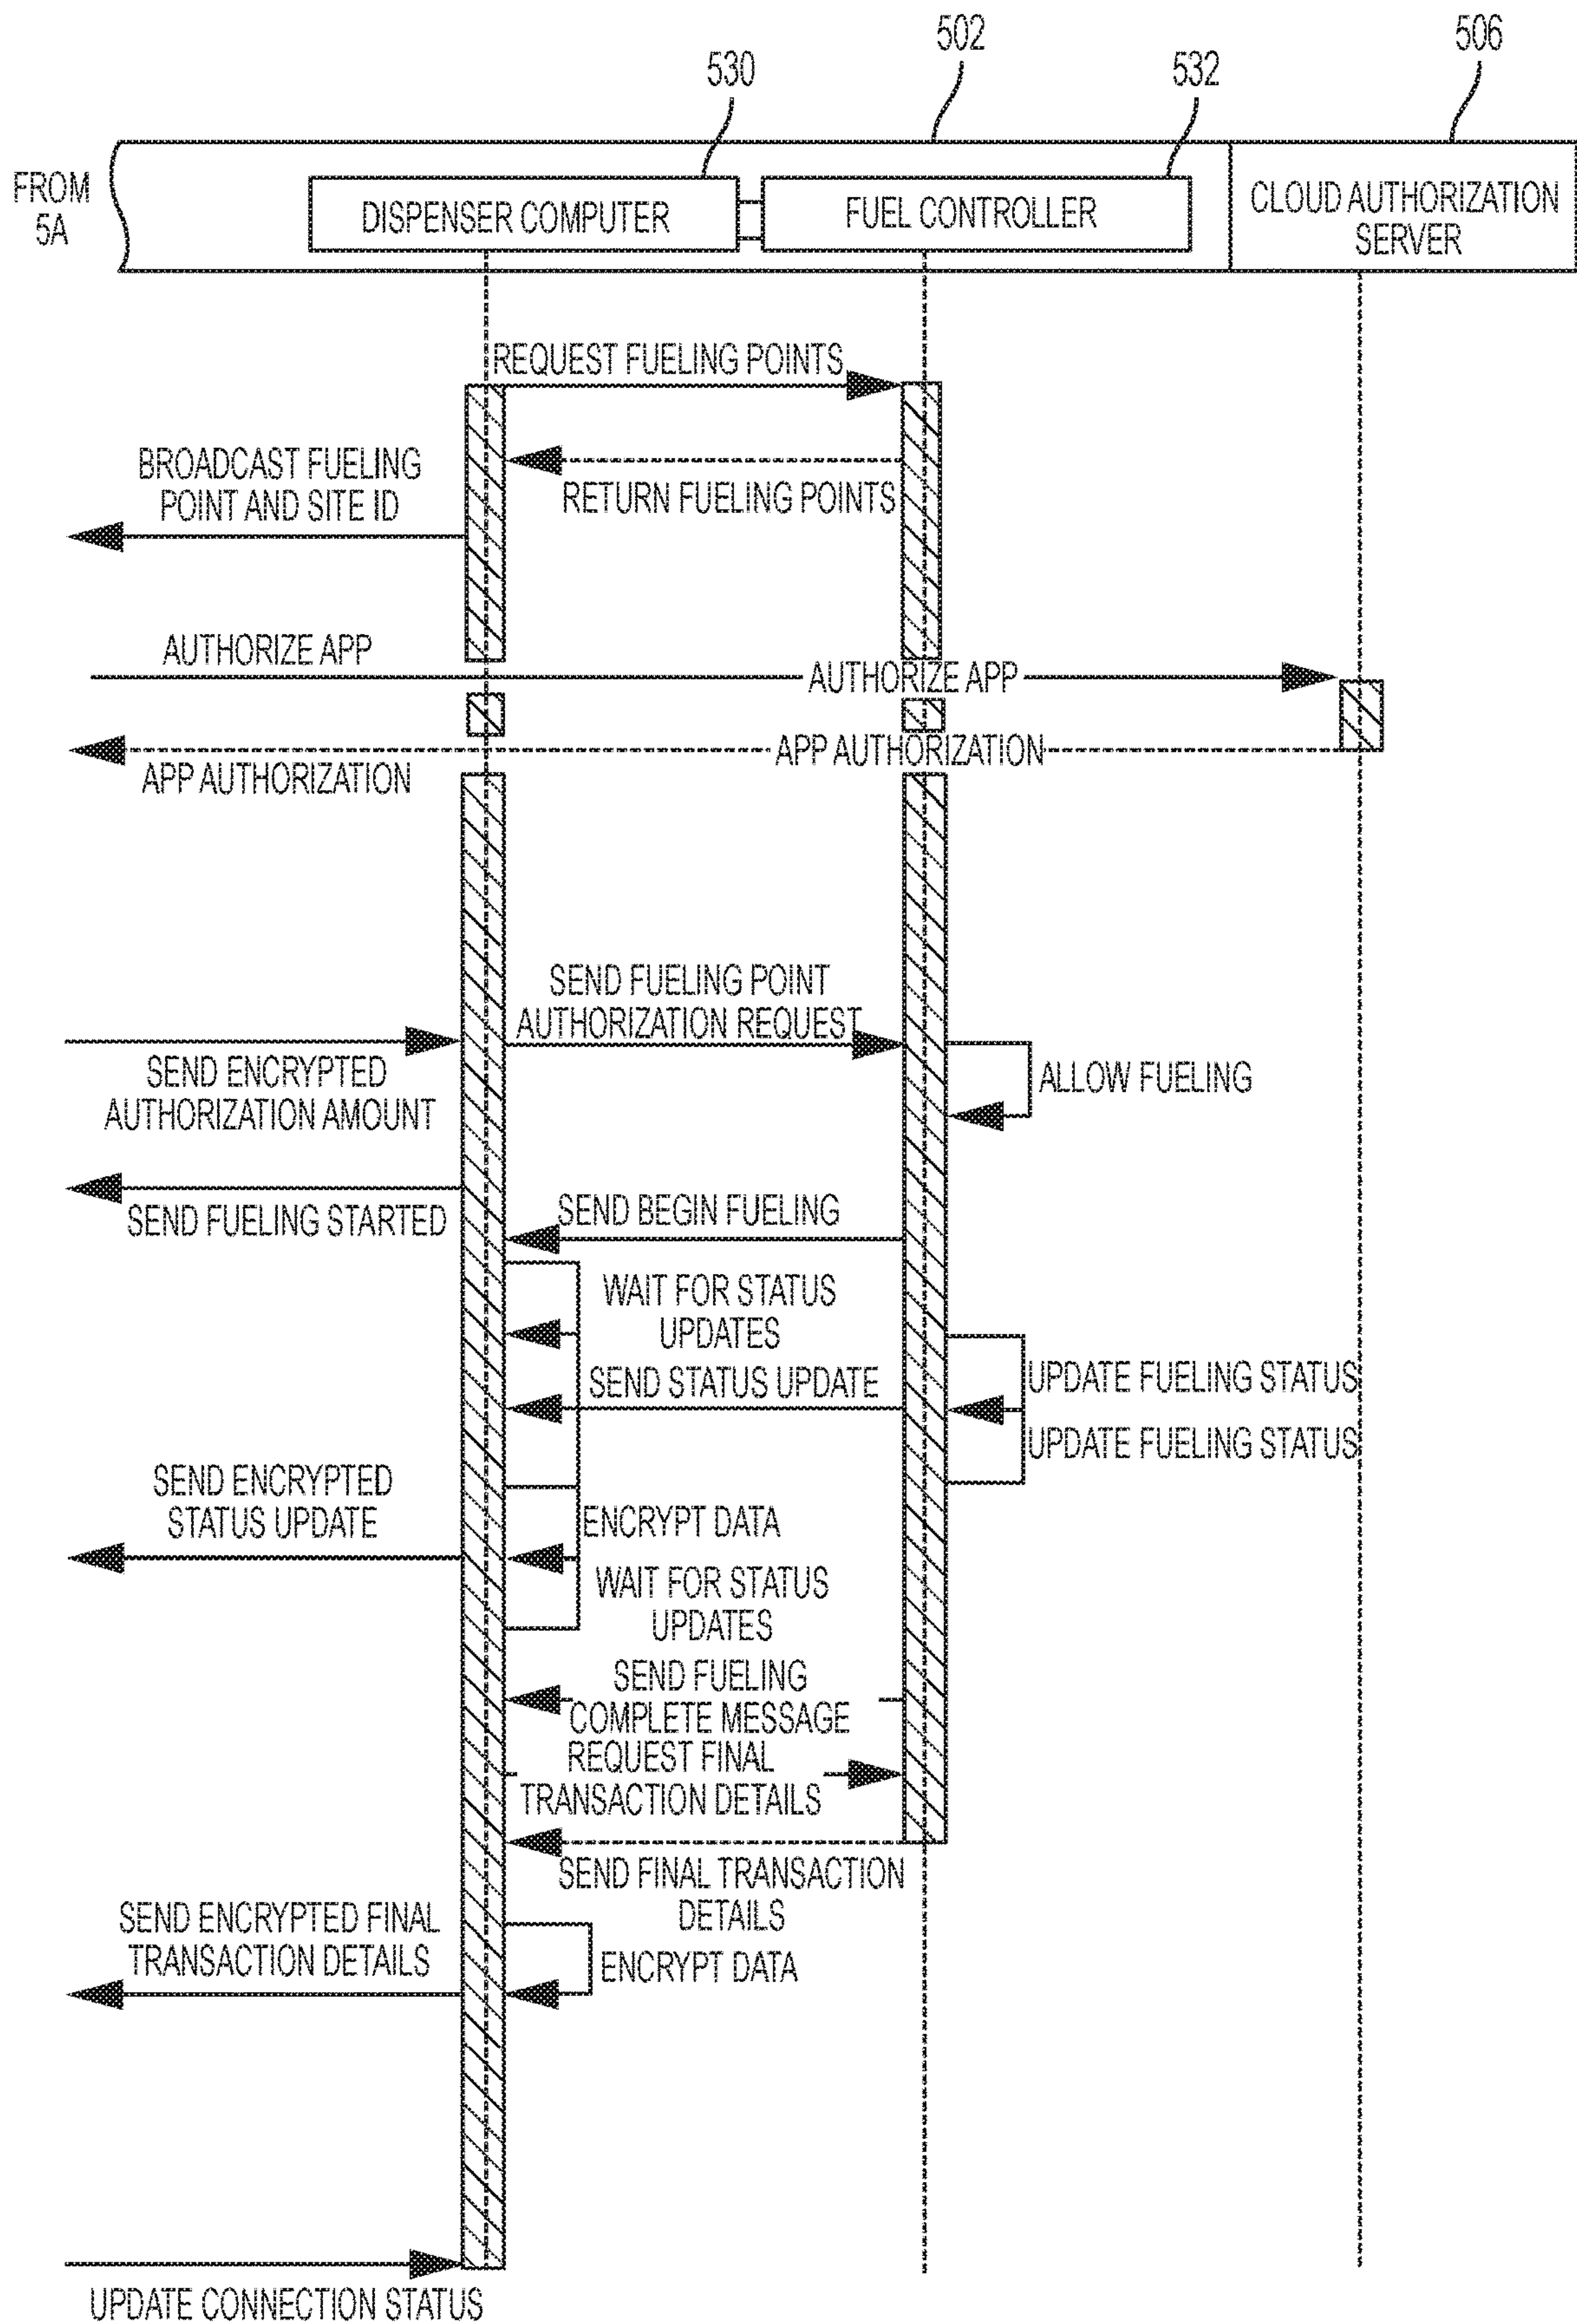 502
506
530
532
FROM
5A
DISPENSER COMPUTER
FUEL CONTROLLER
CLOUD AUTHORIZATION
SERVER
REQUEST FUELING POINTS
BROADCAST FUELING
POINT AND SITE ID
RETURN FUELING POINTS
AUTHORIZE APP
AUTHORIZE APP
APP AUTHORIZATION
APP AUTHORIZATION
SEND FUELING POINT
AUTHORIZATION REQUEST
SEND ENCRYPTED
AUTHORIZATION AMOUNT
ALLOW FUELING
SEND FUELING STARTED
SEND BEGIN FUELING
WAIT FOR STATUS
UPDATES
SEND STATUS UPDATE
UPDATE FUELING STATUS
UPDATE FUELING STATUS
SEND ENCRYPTED
STATUS UPDATE
ENCRYPT DATA
WAIT FOR STATUS
UPDATES
SEND FUELING
COMPLETE MESSAGE
REQUEST FINAL
TRANSACTION DETAILS
SEND FINAL TRANSACTION
DETAILS
SEND ENCRYPTED FINAL
TRANSACTION DETAILS
ENCRYPT DATA
UPDATE CONNECTION STATUS